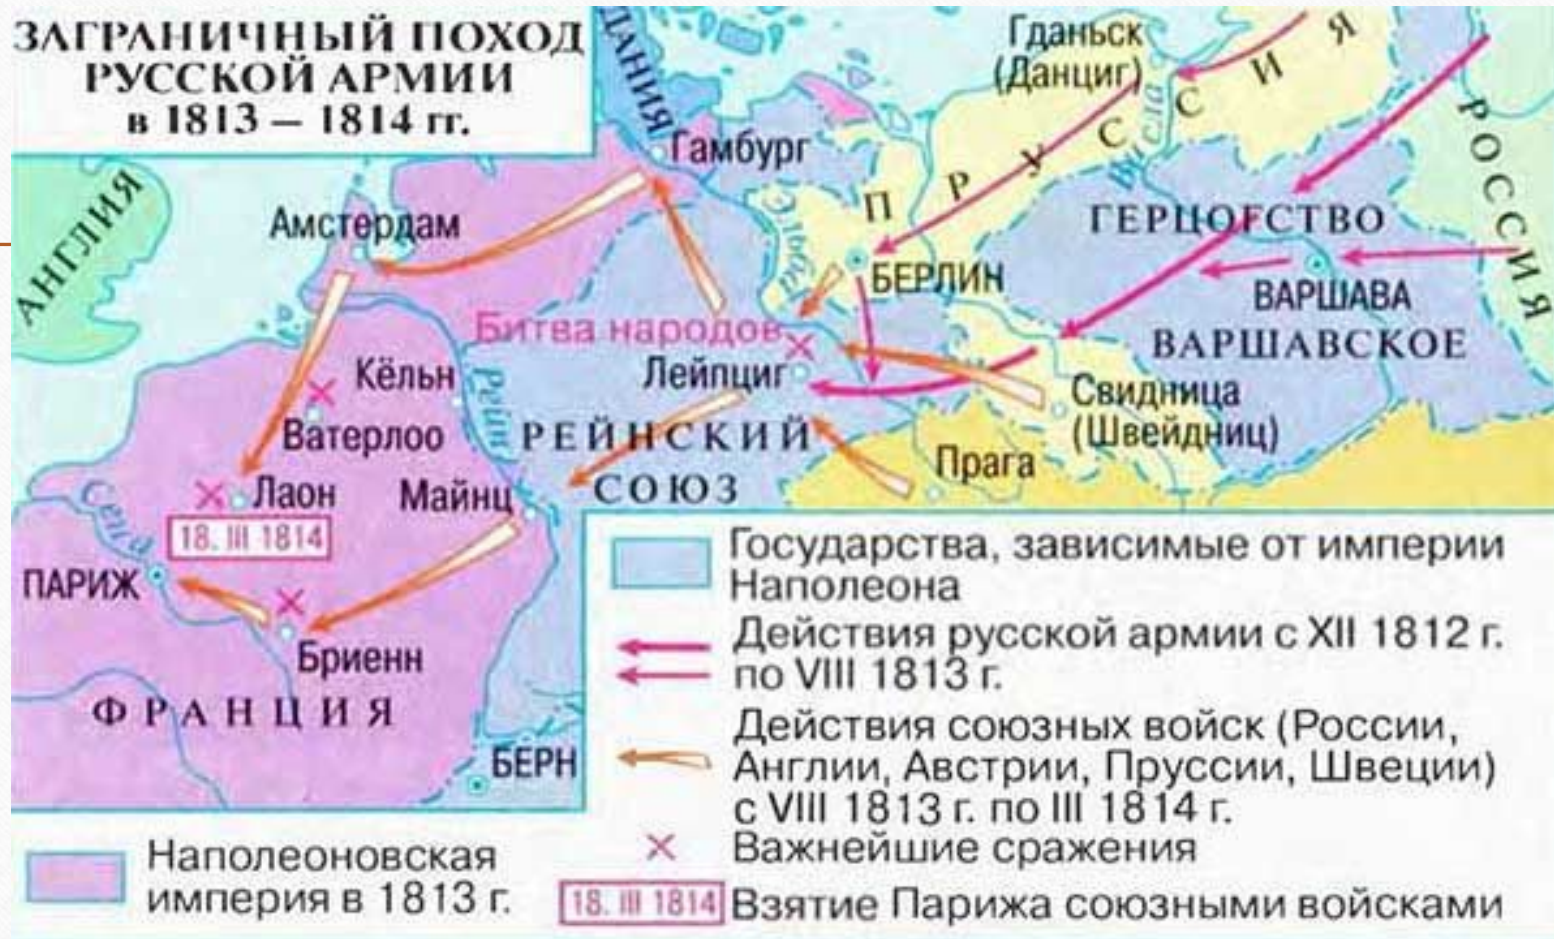 ЗАГРАНИЧНЫЙ ПОХОД
РУССКОЙ АРМИИ
в 1813 – 1814 гг.
ДАНИЯ
Гданьск
(Данциг)
Висла
ПРУССИЯ
РОССИЯ
Гамбург
АНГЛИЯ
Амстердам
Эльба
БЕРЛИН
ГЕРЦОГСТВО
ВАРШАВА
ВАРШАВСКОЕ
Битва народов
Лейпциг
Кёльн
Рейн
Ватерлоо
РЕЙНСКИЙ
СОЮЗ
Свидница
(Швейдниц)
Прага
Лаон
Майнц
18. III 1814
Сена
ПАРИЖ
Бриенн
ФРАНЦИЯ
БЕРН
Государства, зависимые от империи
Наполеона
Действия русской армии с XII 1812 г.
по VIII 1813 г.
Действия союзных войск (России,
Англии, Австрии, Пруссии, Швеции)
с VIII 1813 г. по III 1814 г.
Важнейшие сражения
18. III 1814 Взятие Парижа союзными войсками
Наполеоновская
империя в 1813 г.